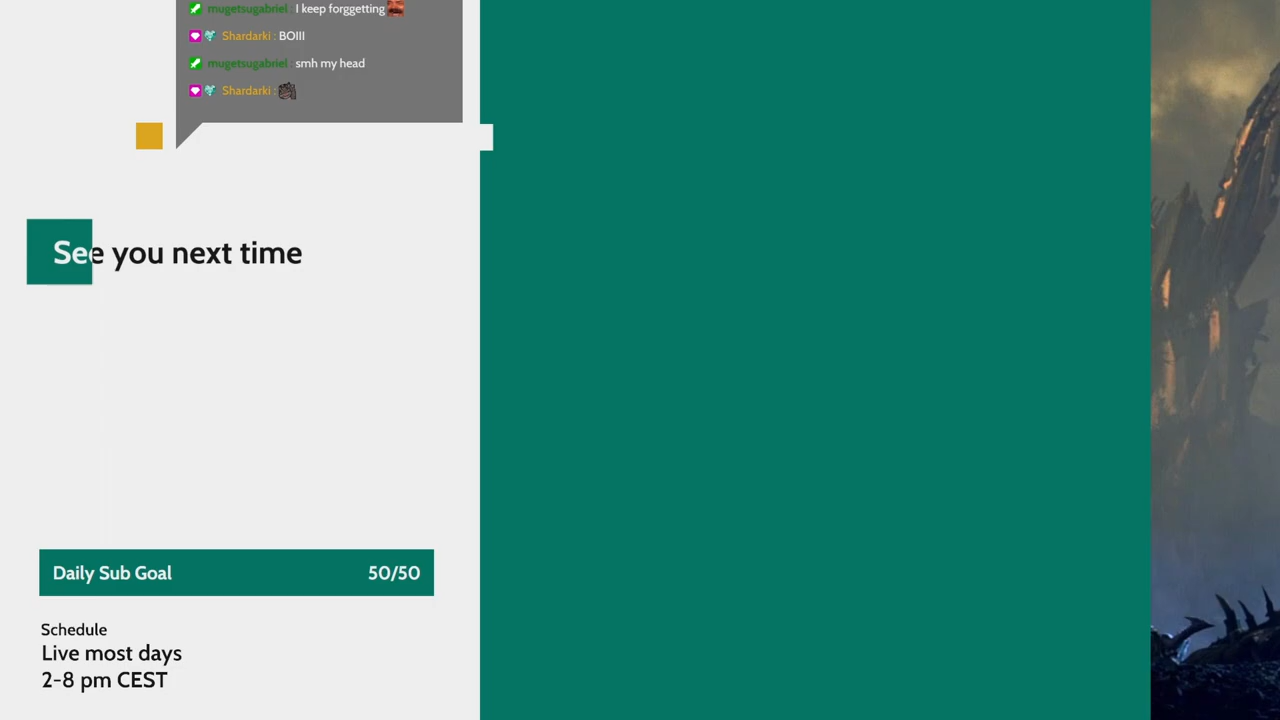 mugetsugabriel : I keep forggetting
Shardarki : BOIII
mugetsugabriel : smh my head
Shardarki :
See you next time
Daily Sub Goal 50/50
Schedule
Live most days
2-8 pm CEST